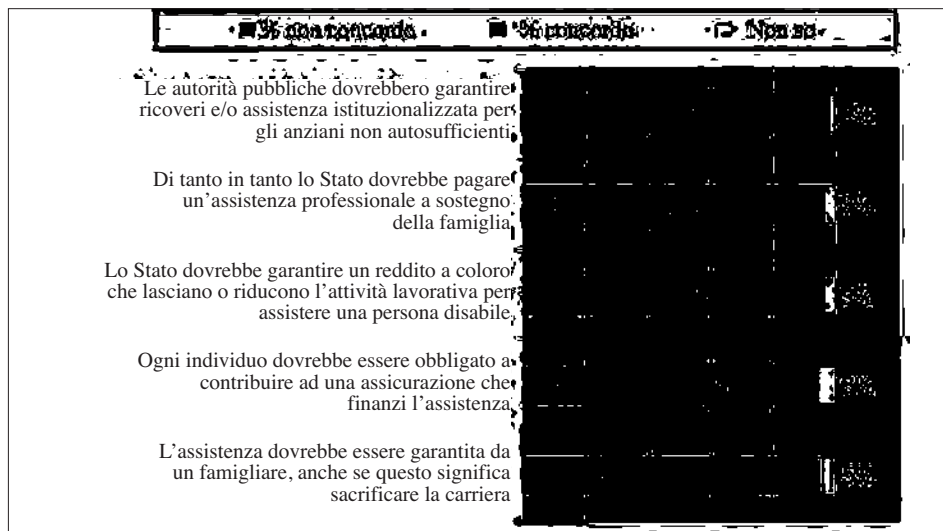 % non concordo
% concordo
Non so
Le autorità pubbliche dovrebbero garantire
ricoveri e/o assistenza istituzionalizzata per
gli anziani non autosufficienti
Di tanto in tanto lo Stato dovrebbe pagare
un’assistenza professionale a sostegno
della famiglia
Lo Stato dovrebbe garantire un reddito a coloro
che lasciano o riducono l’attività lavorativa per
assistere una persona disabile
Ogni individuo dovrebbe essere obbligato a
contribuire ad una assicurazione che
finanzi l’assistenza
L’assistenza dovrebbe essere garantita da
un famigliare, anche se questo significa
sacrificare la carriera